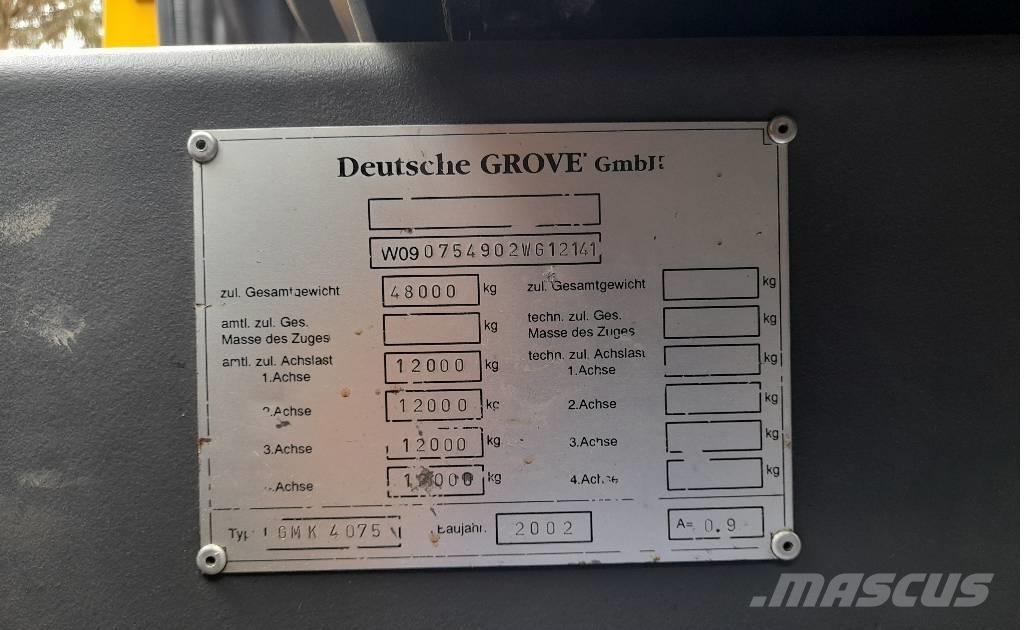 Deutsche GROVE GmbH
W090754902WG12141
zul. Gesamtgewicht 48000 kg zul. Gesamtgewicht kg
amtl. zul. Ges. techn. zul. Ges.
Masse des Zuges kg Masse des Zuges kg
amtl. zul. Achslast techn. zul. Achslast
1.Achse 12000 kg 1.Achse kg
2.Achse 12000 kg 2.Achse kg
3.Achse 12000 kg 3.Achse kg
.Achse 12000 kg 4.Achse kg
Typ GMK 4075 Baujahr. 2002 A= 0.9
.MASCUS